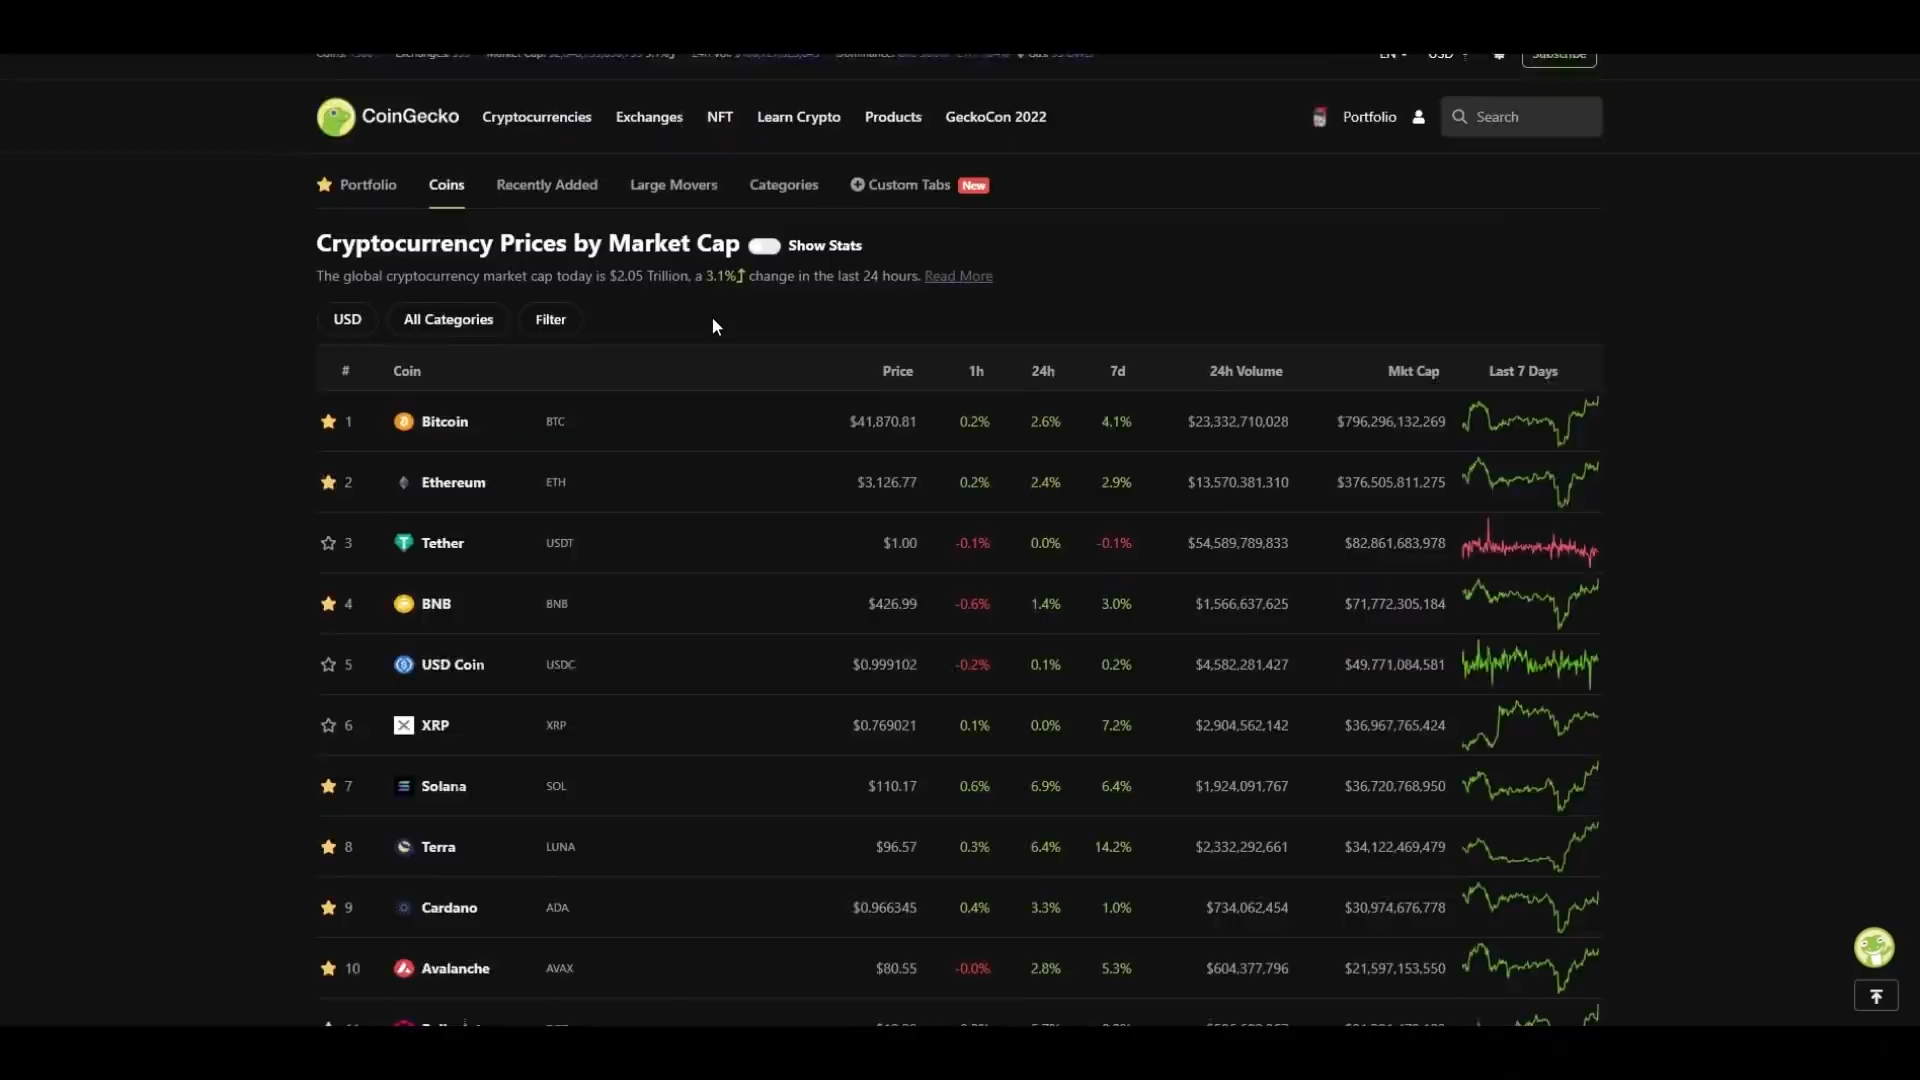 CoinGecko Cryptocurrencies Exchanges NFT Learn Crypto Products GeckoCon 2022 Portfolio Search
Portfolio Coins Recently Added Large Movers Categories Custom Tabs New
Cryptocurrency Prices by Market Cap Show Stats
The global cryptocurrency market cap today is $2.05 Trillion, a 3.1% change in the last 24 hours. Read More
USD All Categories Filter
# Coin Price 1h 24h 7d 24h Volume Mkt Cap Last 7 Days
1 Bitcoin BTC $41,870.81 0.2% 2.6% 4.1% $23,332,710,028 $796,296,132,269
2 Ethereum ETH $3,126.77 0.2% 2.4% 2.9% $13,570,381,310 $376,505,811,275
3 Tether USDT $1.00 -0.1% 0.0% -0.1% $54,589,789,833 $82,861,683,978
4 BNB BNB $426.99 -0.6% 1.4% 3.0% $1,566,637,625 $71,772,305,184
5 USD Coin USDC $0.999102 -0.2% 0.1% 0.2% $4,582,281,427 $49,771,084,581
6 XRP XRP $0.769021 0.1% 0.0% 7.2% $2,904,562,142 $36,967,765,424
7 Solana SOL $110.17 0.6% 6.9% 6.4% $1,924,091,767 $36,720,768,950
8 Terra LUNA $96.57 0.3% 6.4% 14.2% $2,332,292,661 $34,122,469,479
9 Cardano ADA $0.966345 0.4% 3.3% 1.0% $734,062,454 $30,974,676,778
10 Avalanche AVAX $80.55 -0.0% 2.8% 5.3% $604,377,796 $21,597,153,550